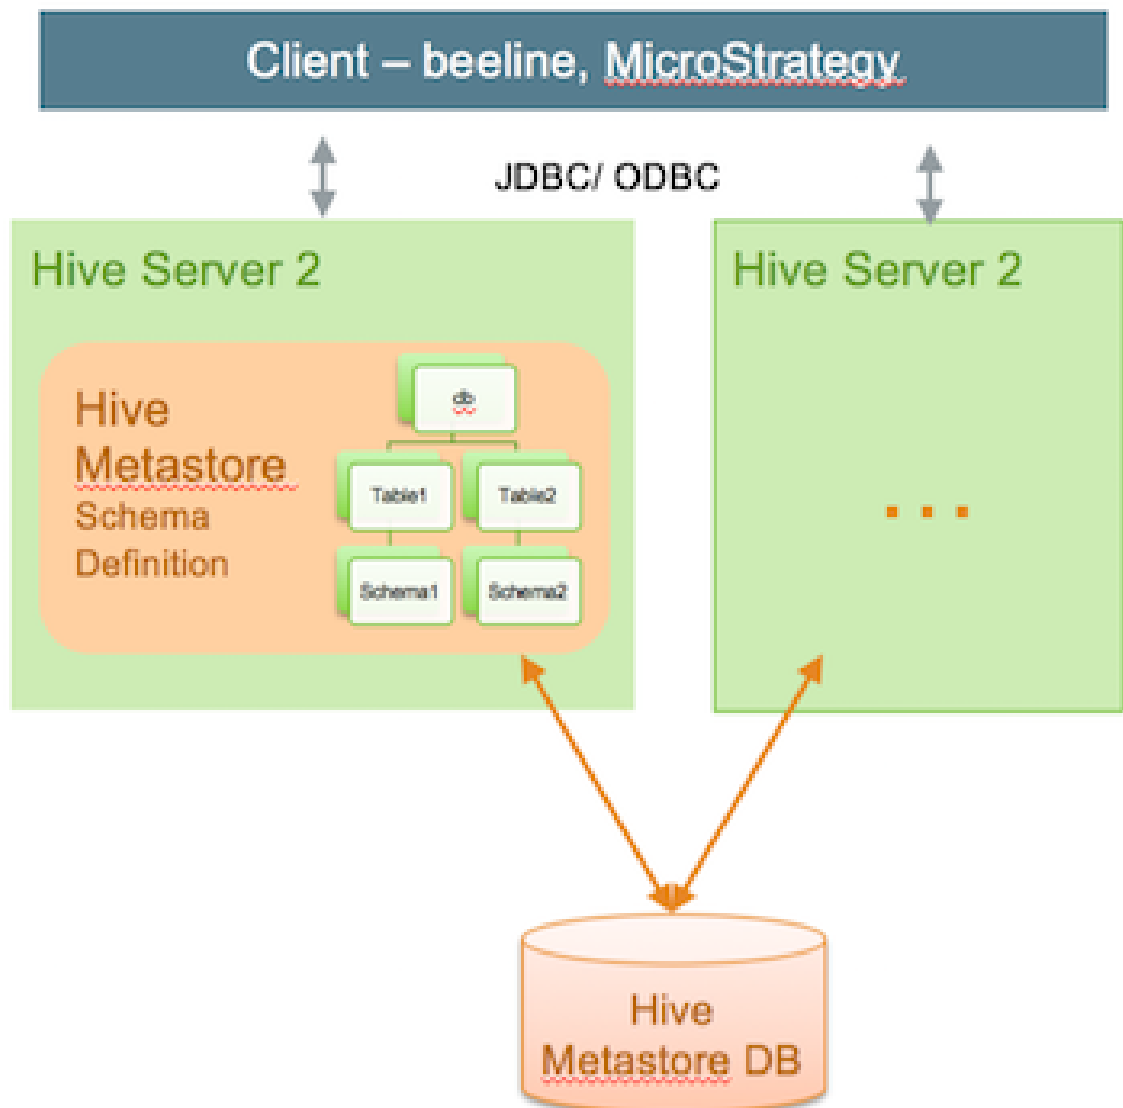 Client – beeline, MicroStrategy
JDBC/ ODBC
Hive Server 2
Hive
Metastore
Schema
Definition
db
Table1
Table2
Schema1
Schema2
Hive Server 2
...
Hive
Metastore DB